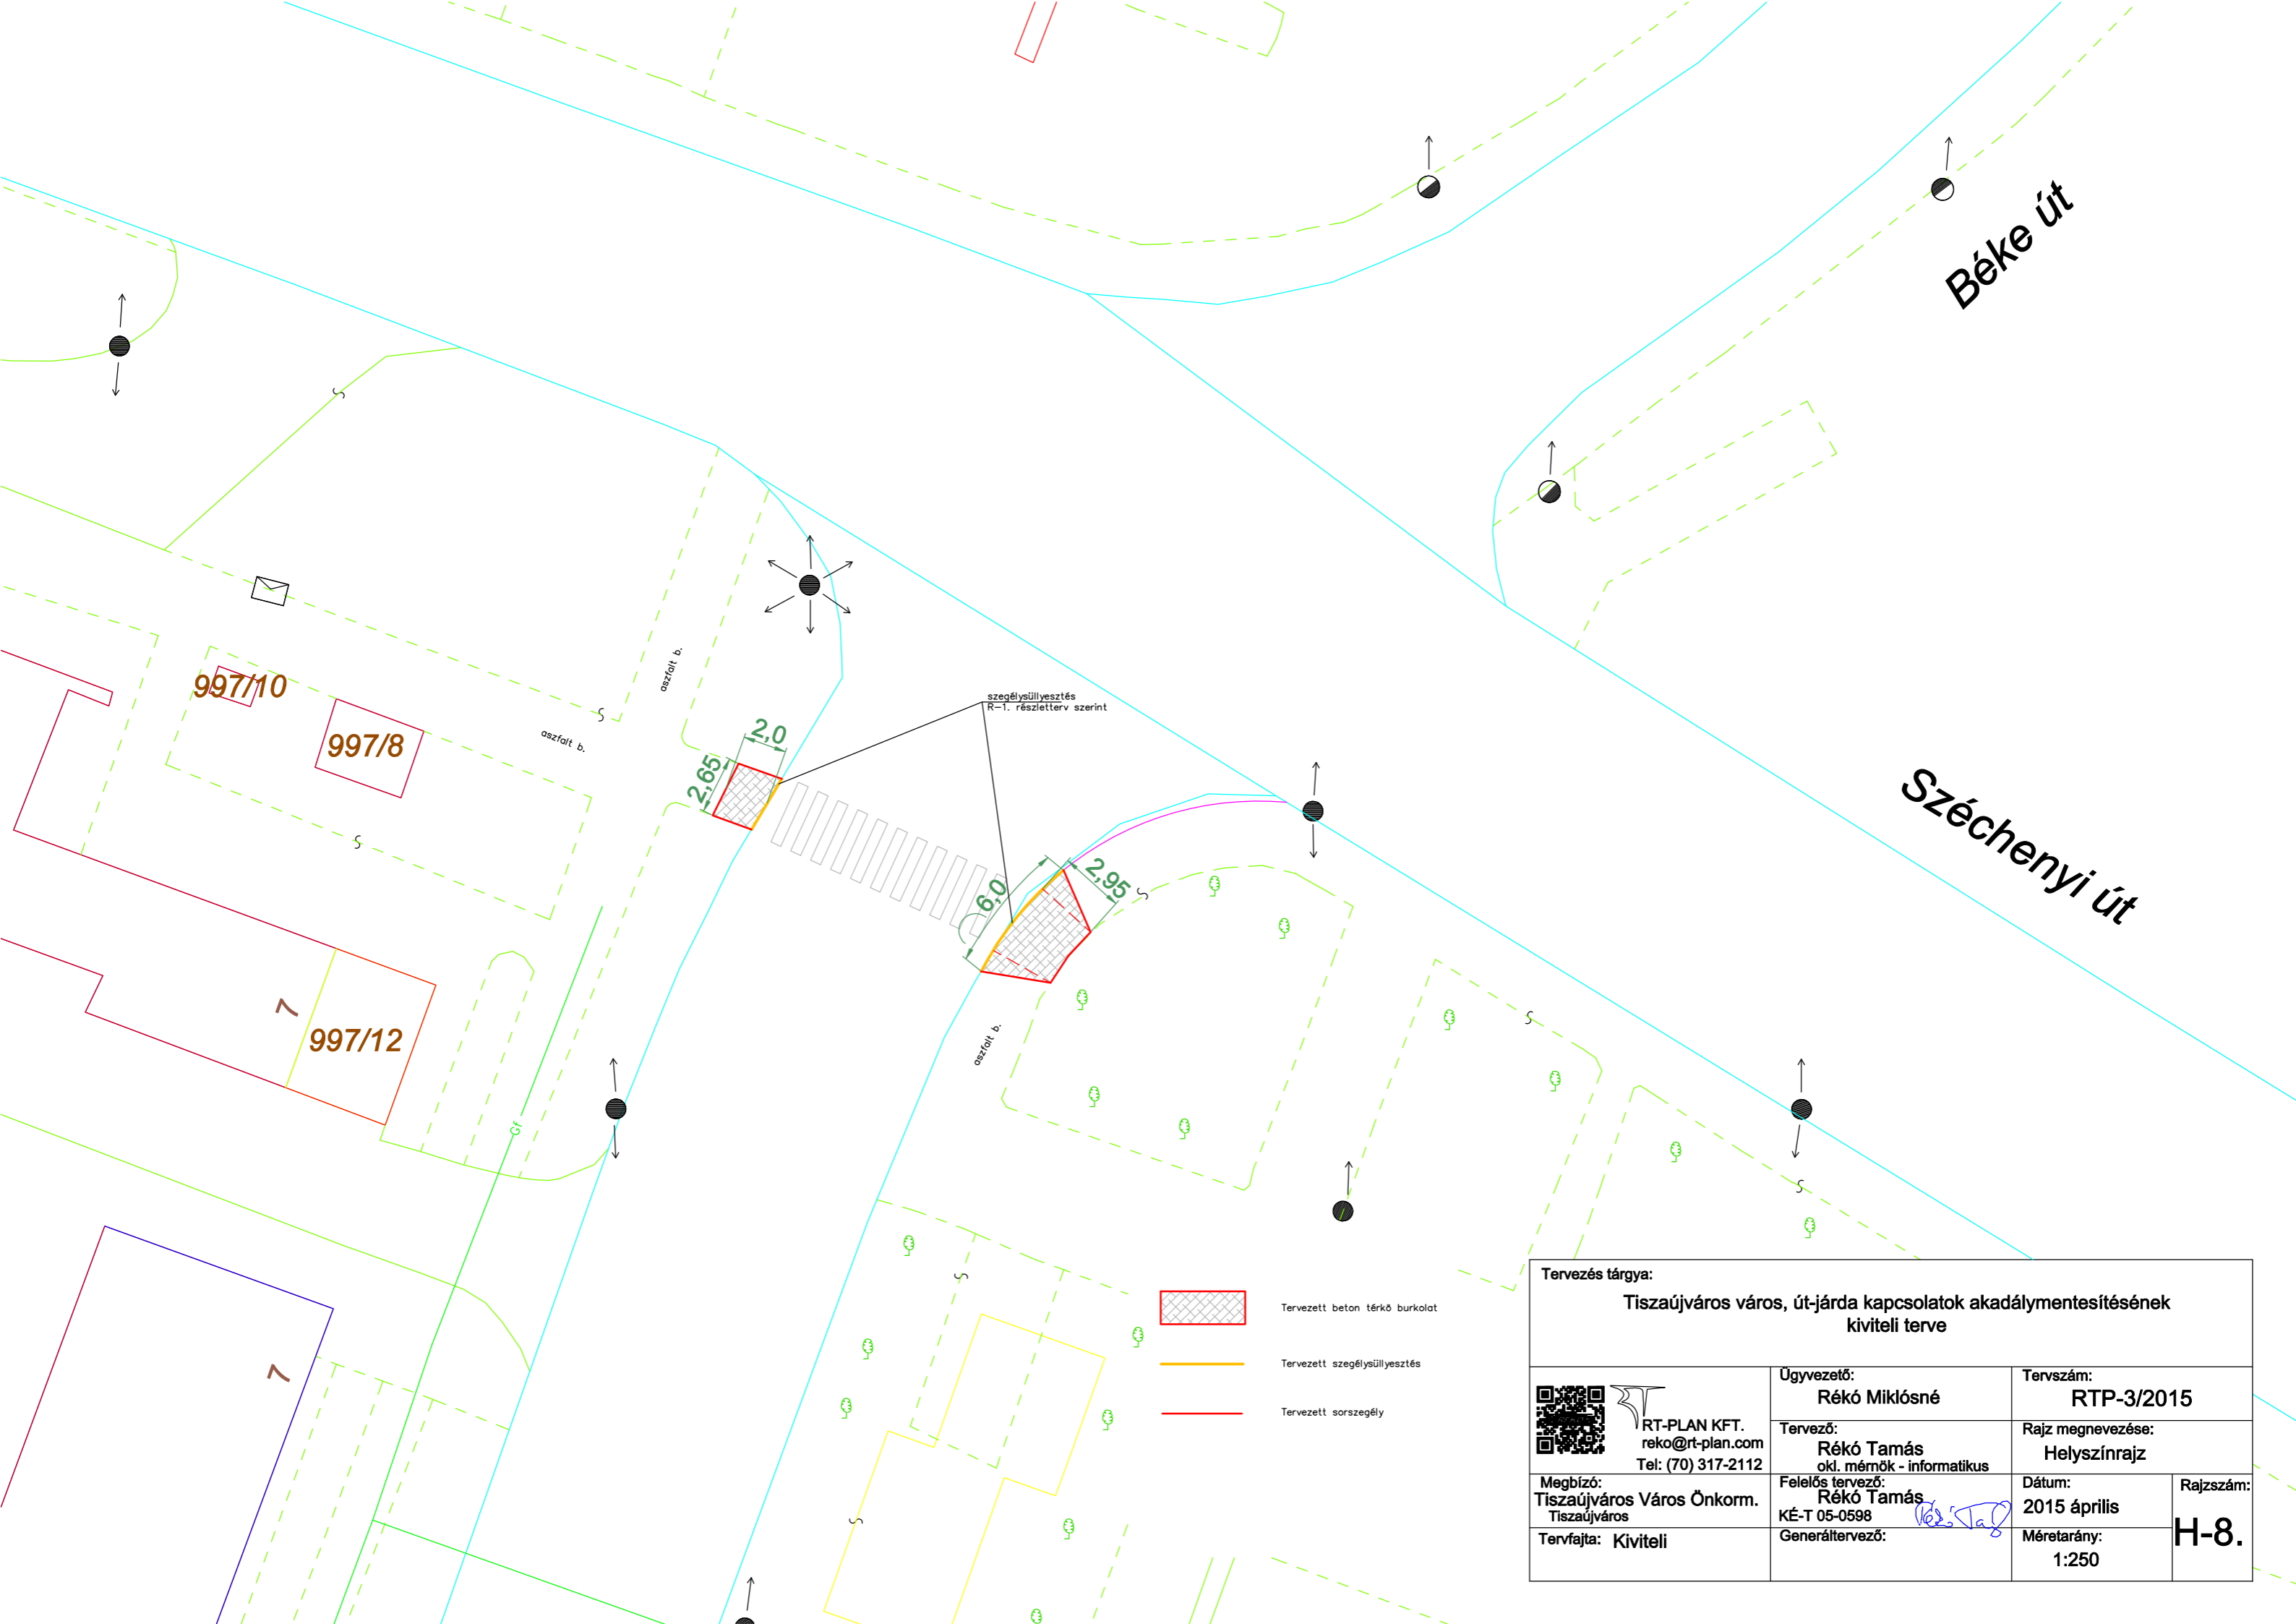 Béke út
Széchenyi út
997/10
997/8
aszfalt b.
aszfalt b.
szegélysüllyesztés
R-1. részletterv szerint
2,0
2,65
6,0
2,95
7
997/12
Gf
aszfalt b.
7
Tervezett beton térkő burkolat
Tervezett szegélysüllyesztés
Tervezett sorszegély
Tervezés tárgya:
Tiszaújváros város, út-járda kapcsolatok akadálymentesítésének
kiviteli terve
RT-PLAN KFT.
reko@rt-plan.com
Tel: (70) 317-2112
Ügyvezető:
Rékó Miklósné
Tervszám:
RTP-3/2015
Tervező:
Rékó Tamás
okl. mérnök - informatikus
Rajz megnevezése:
Helyszínrajz
Megbízó:
Tiszaújváros Város Önkorm.
Tiszaújváros
Felelős tervező:
Rékó Tamás
KÉ-T 05-0598
Dátum:
2015 április
Rajzszám:
H-8.
Tervfajta: Kiviteli
Generáltervező:
Méretarány:
1:250